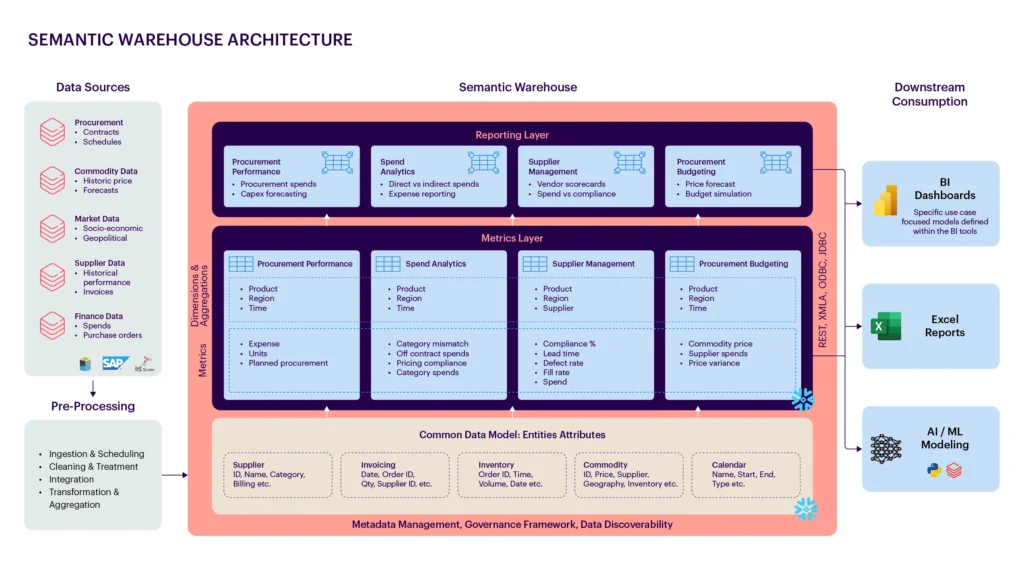 SEMANTIC WAREHOUSE ARCHITECTURE
Data Sources
Procurement
• Contracts
• Schedules
Commodity Data
• Historic price
• Forecasts
Market Data
• Socio-economic
• Geopolitical
Supplier Data
• Historical
performance
• Invoices
Finance Data
• Spends
• Purchase orders
SAP
Pre-Processing
• Ingestion & Scheduling
• Cleaning & Treatment
• Integration
• Transformation &
Aggregation
Semantic Warehouse
Reporting Layer
Procurement
Performance
• Procurement spends
• Capex forecasting
Spend
Analytics
• Direct vs indirect spends
• Expense reporting
Supplier
Management
• Vendor scorecards
• Spend vs compliance
Procurement
Budgeting
• Price forecast
• Budget simulation
Metrics Layer
Dimensions &
Aggregations
Metrics
Procurement Performance
• Product
• Region
• Time
• Expense
• Units
• Planned procurement
Spend Analytics
• Product
• Region
• Time
• Category mismatch
• Off contract spends
• Pricing compliance
• Category spends
Supplier Management
• Product
• Region
• Supplier
• Compliance %
• Lead time
• Defect rate
• Fill rate
• Spend
Procurement Budgeting
• Product
• Region
• Time
• Commodity price
• Supplier spends
• Price variance
REST, XMLA, ODBC, JDBC
Common Data Model: Entities Attributes
Supplier
ID, Name, Category,
Billing etc.
Invoicing
Date, Order ID,
Qty, Supplier ID, etc.
Inventory
Order ID, Time,
Volume, Date etc.
Commodity
ID, Price, Supplier,
Geography, Inventory etc.
Calendar
Name, Start, End,
Type etc.
Metadata Management, Governance Framework, Data Discoverability
Downstream
Consumption
BI
Dashboards
Specific use case
focused models defined
within the BI tools
X
Excel
Reports
AI / ML
Modeling